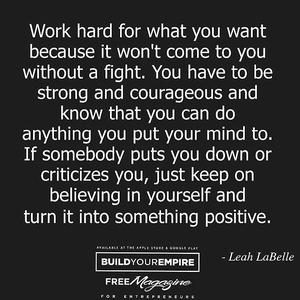 Work hard for what you want
because it won't come to you
without a fight. You have to be
strong and courageous and
know that you can do
anything you put your mind to.
If somebody puts you down or
criticizes you, just keep on
believing in yourself and
turn it into something positive.
- Leah LaBelle
AVAILABLE AT THE APPLE STORE & GOOGLE PLAY
BUILDYOUREMPIRE
FREE Magazine
FOR ENTREPRENEURS